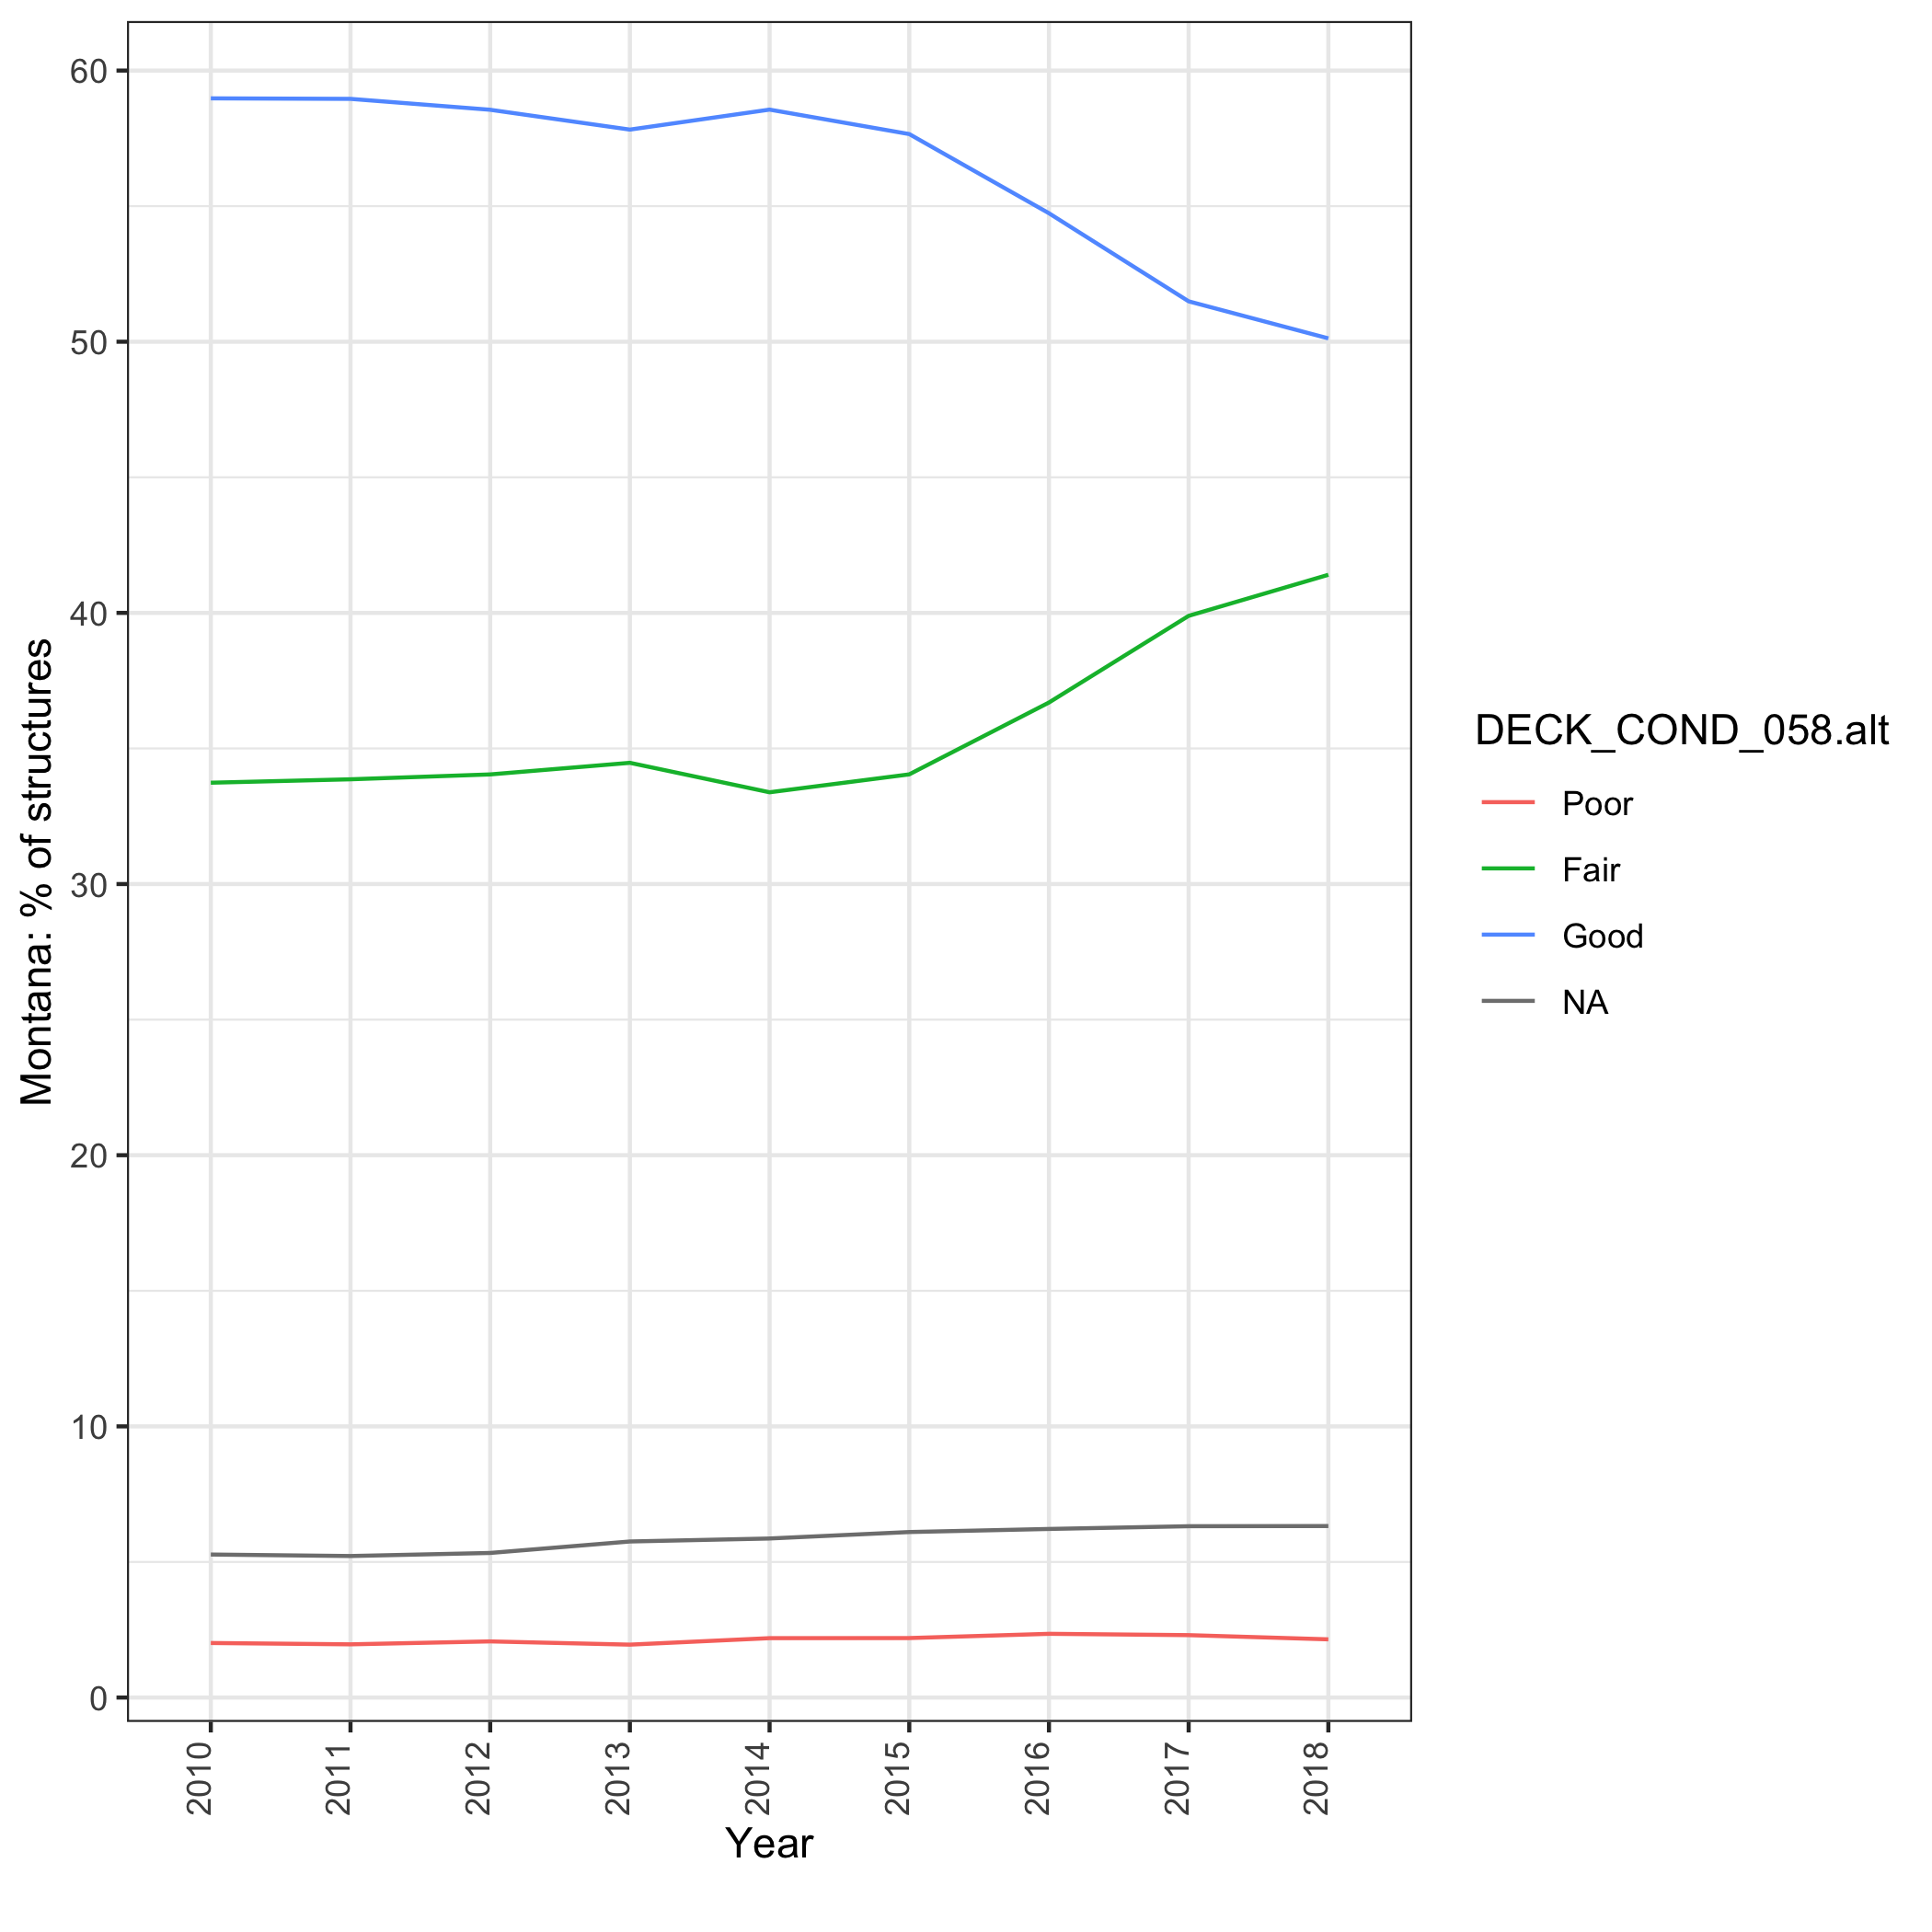 60
50
40
30
20
10
0
Montana: % of structures
2010
2011
2012
2013
2014
2015
2016
2017
2018
Year
DECK_COND_058.alt
Poor
Fair
Good
NA